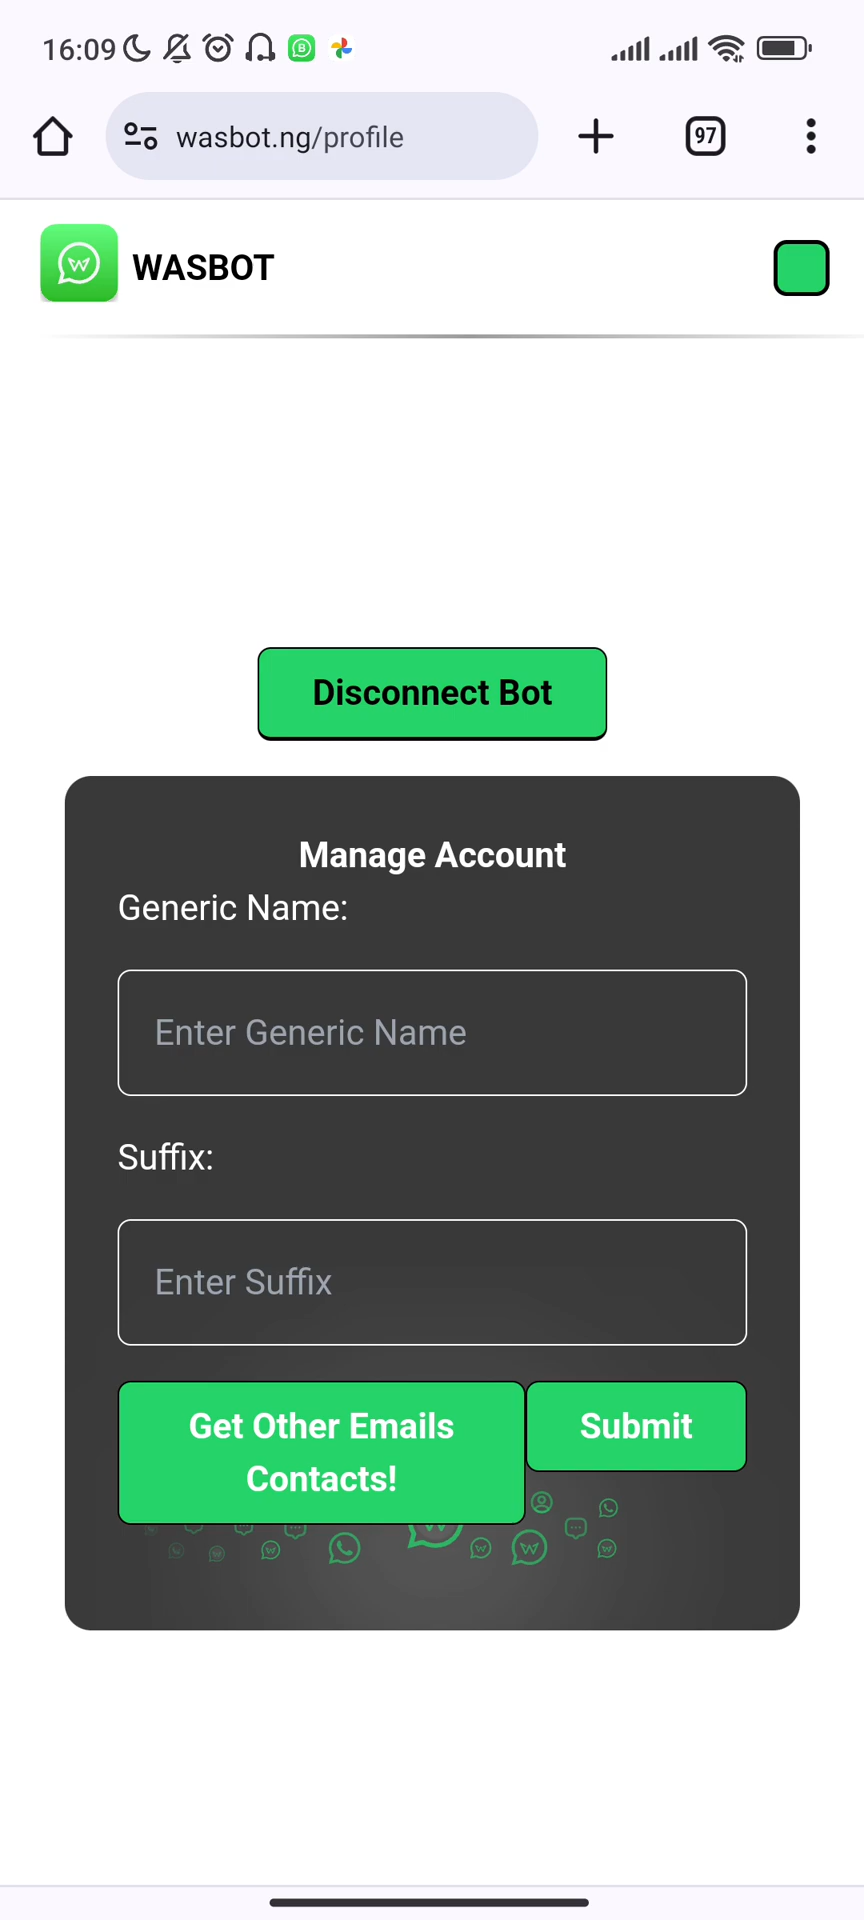 16:09
wasbot.ng/profile
97
WASBOT
Disconnect Bot
Manage Account
Generic Name:
Enter Generic Name
Suffix:
Enter Suffix
Get Other Emails
Contacts!
Submit